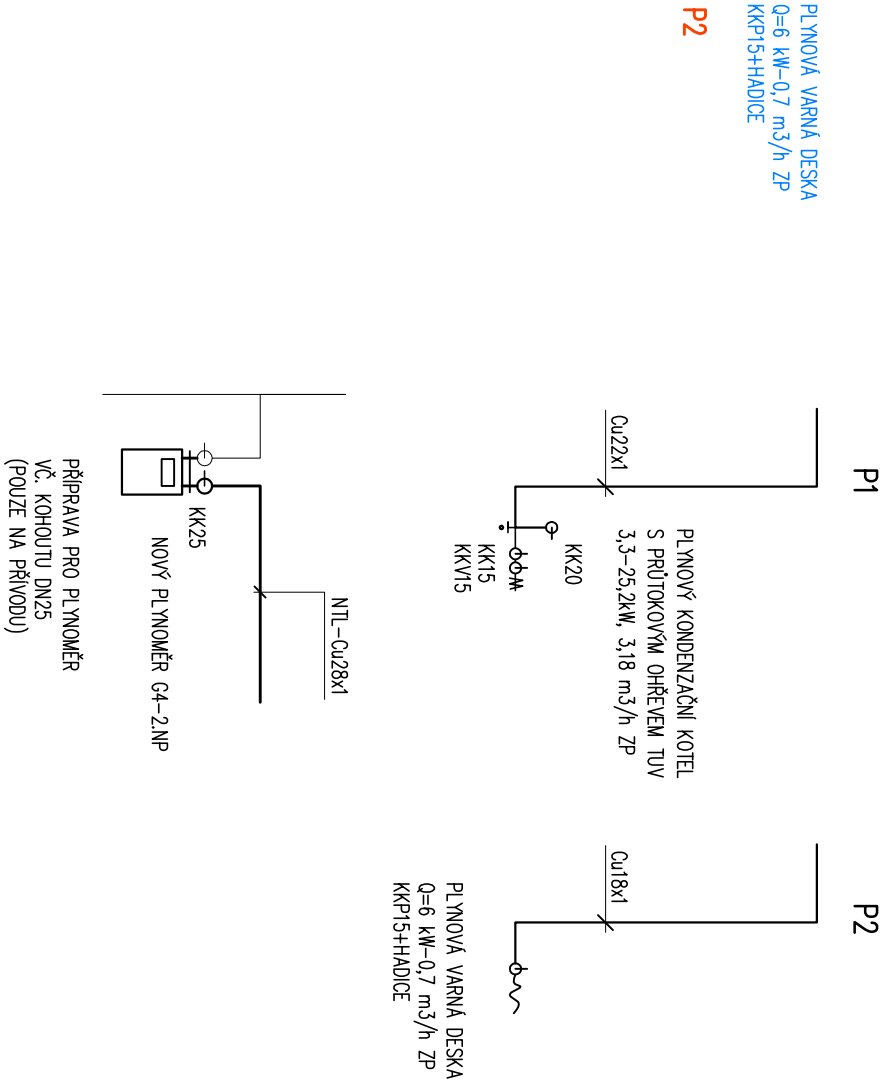 PLYNOVÁ VARNÁ DESKA
Q=6 kW-0,7 m3/h ZP
KKP15+HADICE
P2
P1
Cu22x1
PLYNOVÝ KONDENZAČNÍ KOTEL
S PRŮTOKOVÝM OHŘEVEM TUV
3,3-25,2kW, 3,18 m3/h ZP
KK20
KK15
KKV15
NTL-Cu28x1
KK25
NOVÝ PLYNOMĚR G4-2.NP
PŘÍPRAVA PRO PLYNOMĚR
VČ. KOHOUTU DN25
(POUZE NA PŘÍVODU)
P2
Cu18x1
PLYNOVÁ VARNÁ DESKA
Q=6 kW-0,7 m3/h ZP
KKP15+HADICE